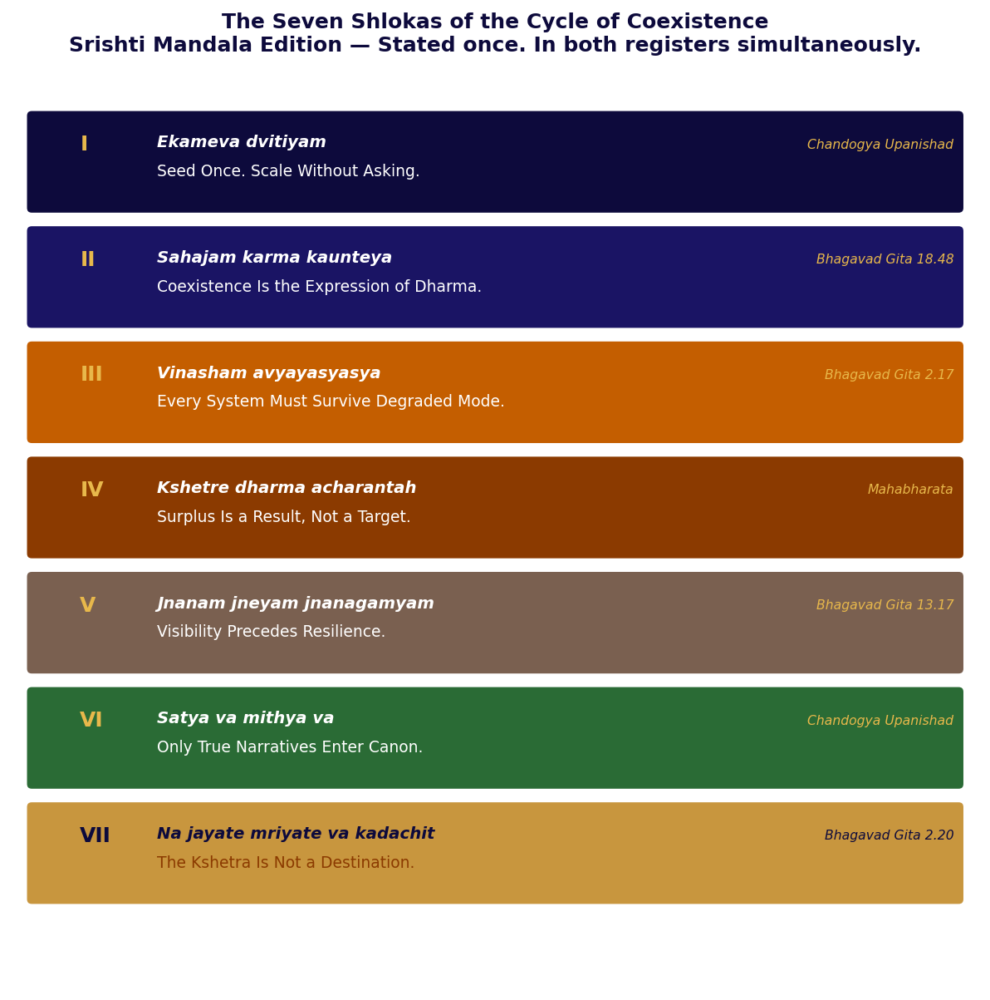 The Seven Shlokas of the Cycle of Coexistence
Srishti Mandala Edition — Stated once. In both registers simultaneously.
I
Ekameva dvitiyam
Chandogya Upanishad
Seed Once. Scale Without Asking.
II
Sahajam karma kaunteya
Bhagavad Gita 18.48
Coexistence Is the Expression of Dharma.
III
Vinasham avyayasyasya
Bhagavad Gita 2.17
Every System Must Survive Degraded Mode.
IV
Kshetre dharma acharantah
Mahabharata
Surplus Is a Result, Not a Target.
V
Jnanam jneyam jnanagamyam
Bhagavad Gita 13.17
Visibility Precedes Resilience.
VI
Satya va mithya va
Chandogya Upanishad
Only True Narratives Enter Canon.
VII
Na jayate mriyate va kadachit
Bhagavad Gita 2.20
The Kshetra Is Not a Destination.